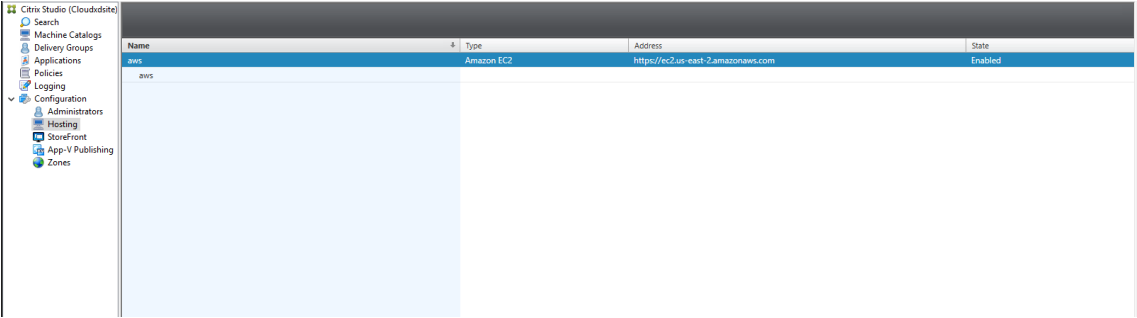 Citrix Studio (Cloudxdsite)
Search
Machine Catalogs
Delivery Groups
Applications
Policies
Logging
Configuration
Administrators
Hosting
StoreFront
App-V Publishing
Zones
Name Type Address State
aws Amazon EC2 https://ec2.us-east-2.amazonaws.com Enabled
aws